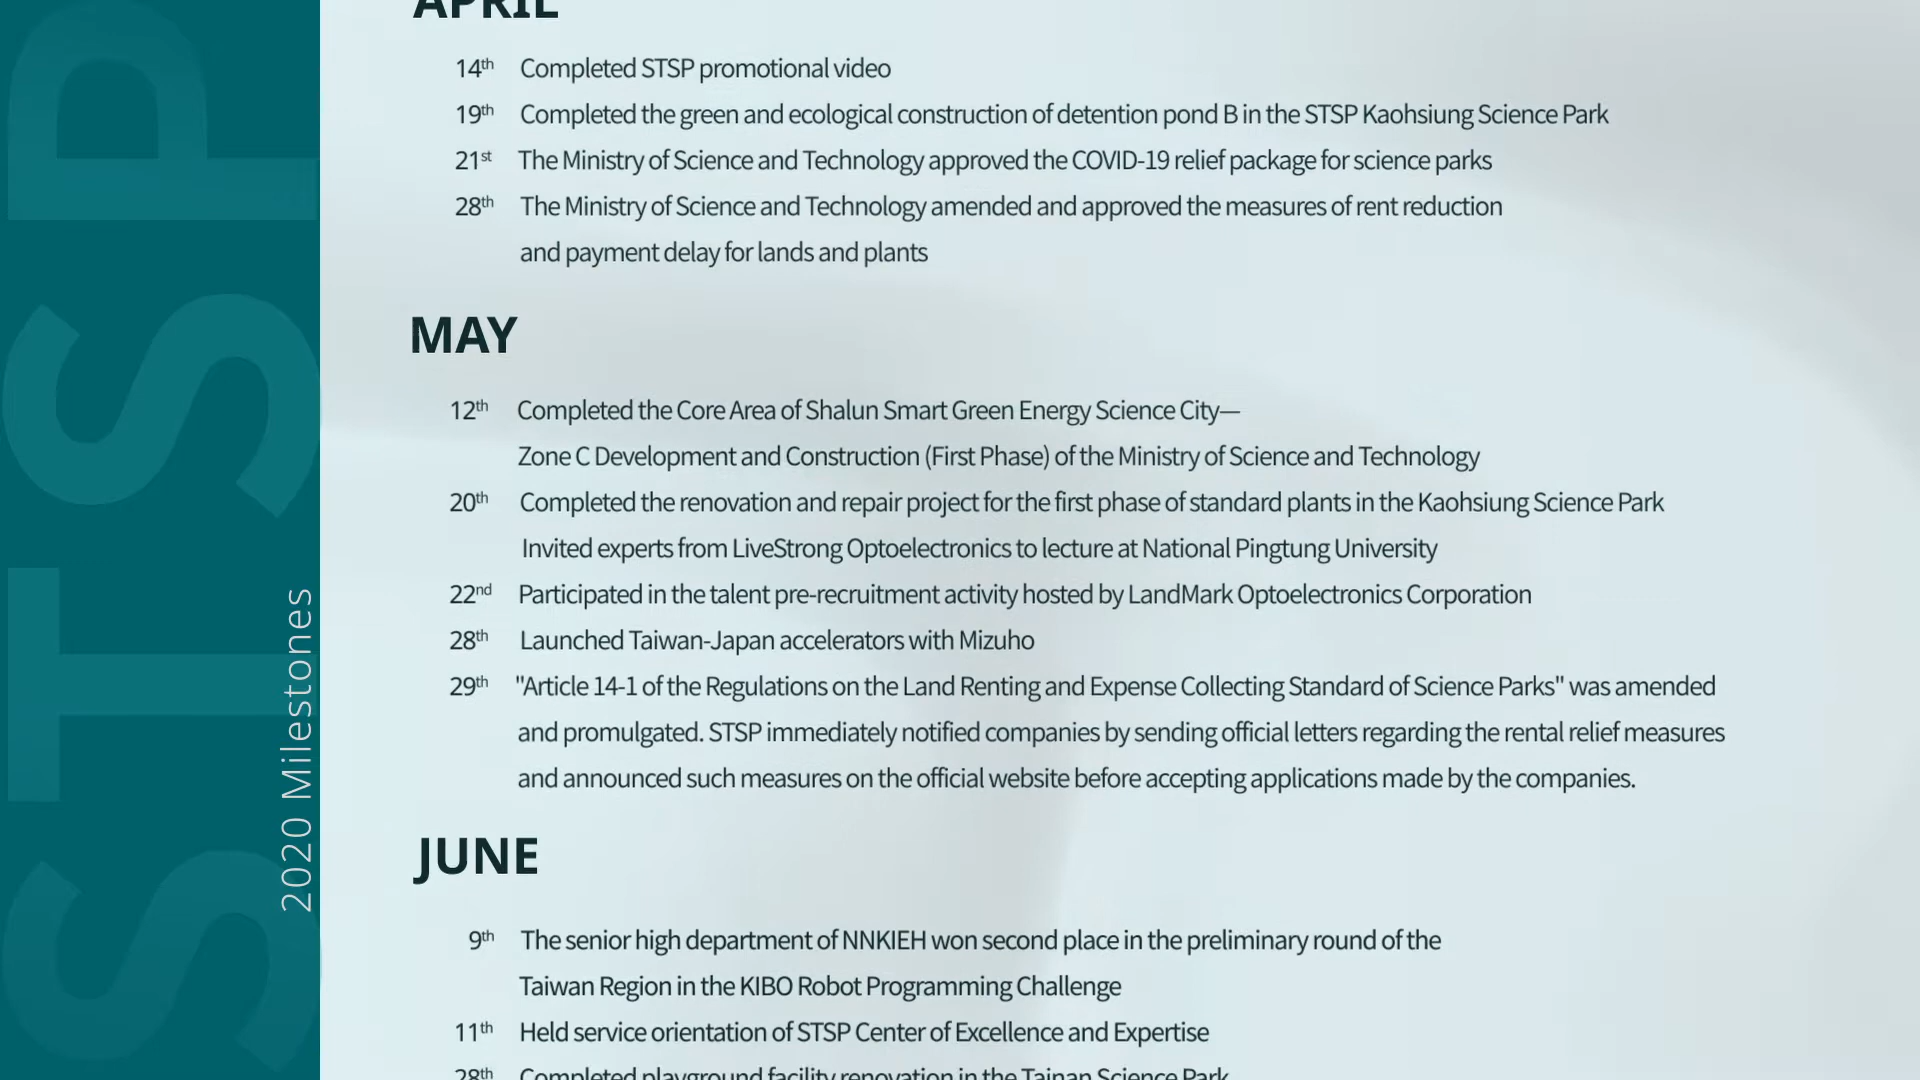 STSP
2020 Milestones
APRIL
14th Completed STSP promotional video
19th Completed the green and ecological construction of detention pond B in the STSP Kaohsiung Science Park
21st The Ministry of Science and Technology approved the COVID-19 relief package for science parks
28th The Ministry of Science and Technology amended and approved the measures of rent reduction
and payment delay for lands and plants
MAY
12th Completed the Core Area of Shalun Smart Green Energy Science City—
Zone C Development and Construction (First Phase) of the Ministry of Science and Technology
20th Completed the renovation and repair project for the first phase of standard plants in the Kaohsiung Science Park
Invited experts from LiveStrong Optoelectronics to lecture at National Pingtung University
22nd Participated in the talent pre-recruitment activity hosted by LandMark Optoelectronics Corporation
28th Launched Taiwan-Japan accelerators with Mizuho
29th "Article 14-1 of the Regulations on the Land Renting and Expense Collecting Standard of Science Parks" was amended
and promulgated. STSP immediately notified companies by sending official letters regarding the rental relief measures
and announced such measures on the official website before accepting applications made by the companies.
JUNE
9th The senior high department of NNKIEH won second place in the preliminary round of the
Taiwan Region in the KIBO Robot Programming Challenge
11th Held service orientation of STSP Center of Excellence and Expertise
28th Completed playground facility renovation in the Tainan Science Park